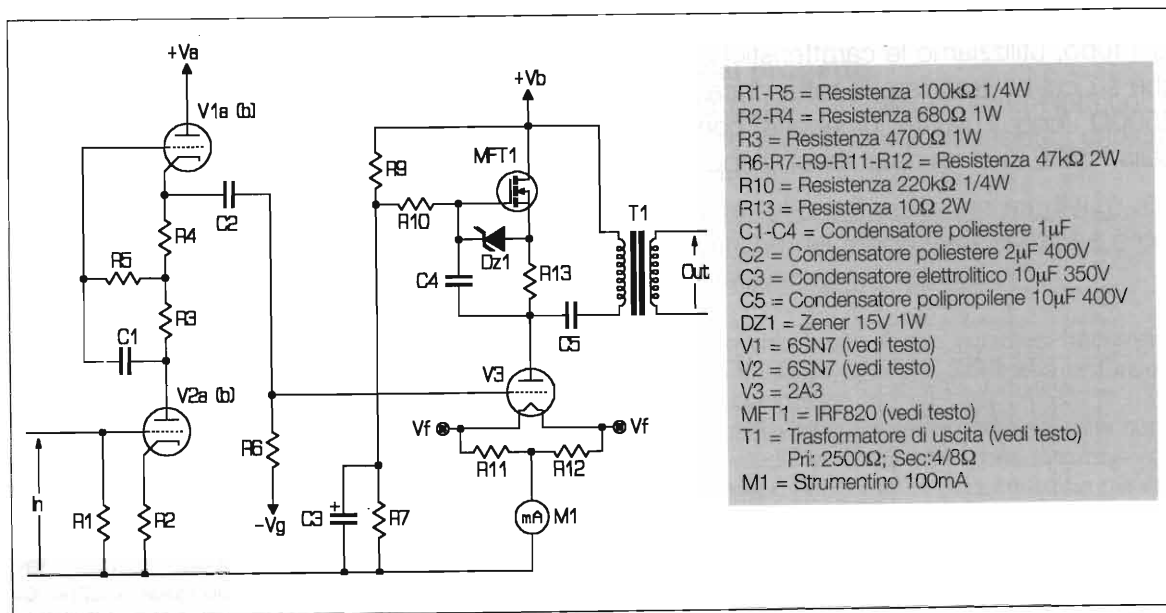 +Va
V1a (b)
C2
R4
R5
R3
C1
V2a (b)
In
R1
R2
R6
-Vg
+Vb
R9
MFT1
R10
Dz1
C4
R13
T1
Out
C5
V3
Vf
Vf
R11
R12
C3
+
R7
mA
M1
R1-R5 = Resistenza 100kΩ 1/4W
R2-R4 = Resistenza 680Ω 1W
R3 = Resistenza 4700Ω 1W
R6-R7-R9-R11-R12 = Resistenza 47kΩ 2W
R10 = Resistenza 220kΩ 1/4W
R13 = Resistenza 10Ω 2W
C1-C4 = Condensatore poliestere 1μF
C2 = Condensatore poliestere 2μF 400V
C3 = Condensatore elettrolitico 10μF 350V
C5 = Condensatore polipropilene 10μF 400V
DZ1 = Zener 15V 1W
V1 = 6SN7 (vedi testo)
V2 = 6SN7 (vedi testo)
V3 = 2A3
MFT1 = IRF820 (vedi testo)
T1 = Trasformatore di uscita (vedi testo)
Pri: 2500Ω; Sec:4/8Ω
M1 = Strumentino 100mA